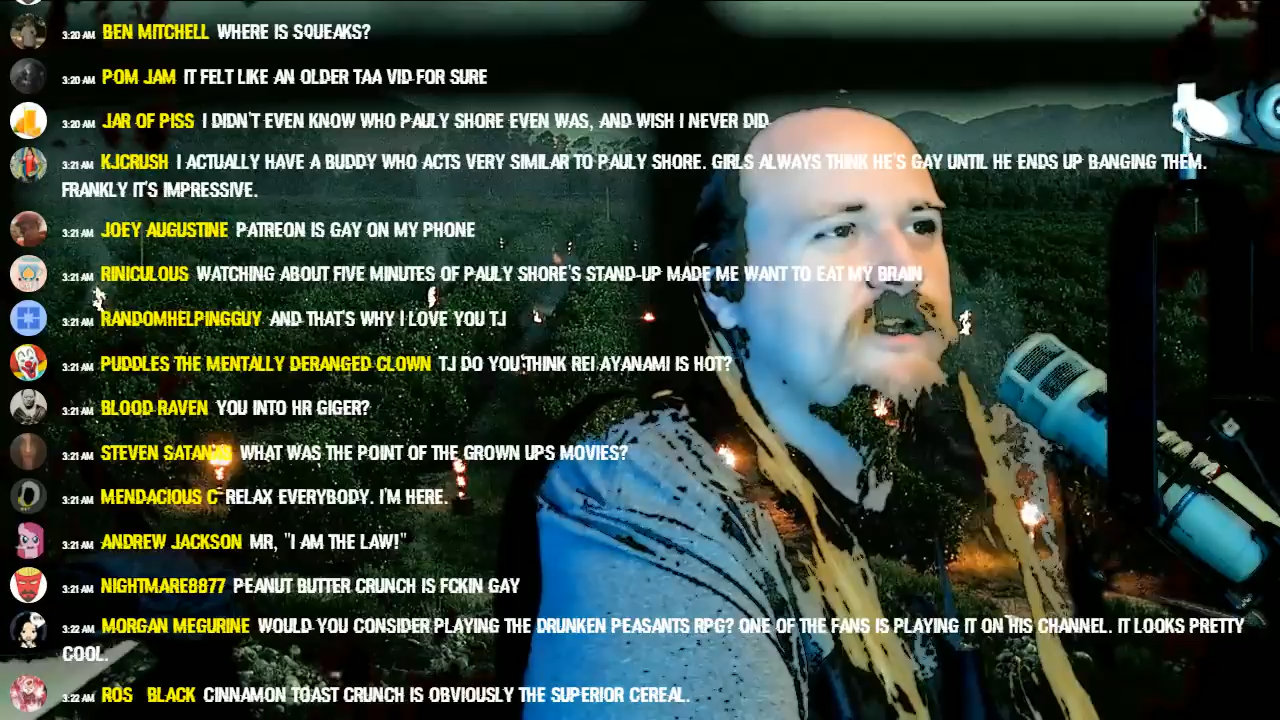 3:20 AM BEN MITCHELL WHERE IS SQUEAKS?
3:20 AM POM JAM IT FELT LIKE AN OLDER TAA VID FOR SURE
3:20 AM JAR OF PISS I DIDN'T EVEN KNOW WHO PAULY SHORE EVEN WAS, AND WISH I NEVER DID
3:21 AM KJCRUSH I ACTUALLY HAVE A BUDDY WHO ACTS VERY SIMILAR TO PAULY SHORE. GIRLS ALWAYS THINK HE'S GAY UNTIL HE ENDS UP BANGING THEM.
FRANKLY IT'S IMPRESSIVE.
3:21 AM JOEY AUGUSTINE PATREON IS GAY ON MY PHONE
3:21 AM RINICULOUS WATCHING ABOUT FIVE MINUTES OF PAULY SHORE'S STAND-UP MADE ME WANT TO EAT MY BRAIN
3:21 AM RANDOMHELPINGGUY AND THAT'S WHY I LOVE YOU TJ
3:21 AM PUDDLES THE MENTALLY DERANGED CLOWN TJ DO YOU THINK REI AYANAMI IS HOT?
3:21 AM BLOOD RAVEN YOU INTO HR GIGER?
3:21 AM STEVEN WHAT WAS THE POINT OF THE GROWN UPS MOVIES?
3:21 AM MENDACIOUS C RELAX EVERYBODY. I'M HERE.
3:21 AM ANDREW JACKSON MR, "I AM THE LAW!"
3:21 AM NIGHTMARE8877 PEANUT BUTTER CRUNCH IS FCKIN GAY
3:22 AM MORGAN MEGURINE WOULD YOU CONSIDER PLAYING THE DRUNKEN PEASANTS RPG? ONE OF THE FANS IS PLAYING IT ON HIS CHANNEL. IT LOOKS PRETTY
COOL.
3:22 AM ROS BLACK CINNAMON TOAST CRUNCH IS OBVIOUSLY THE SUPERIOR CEREAL.